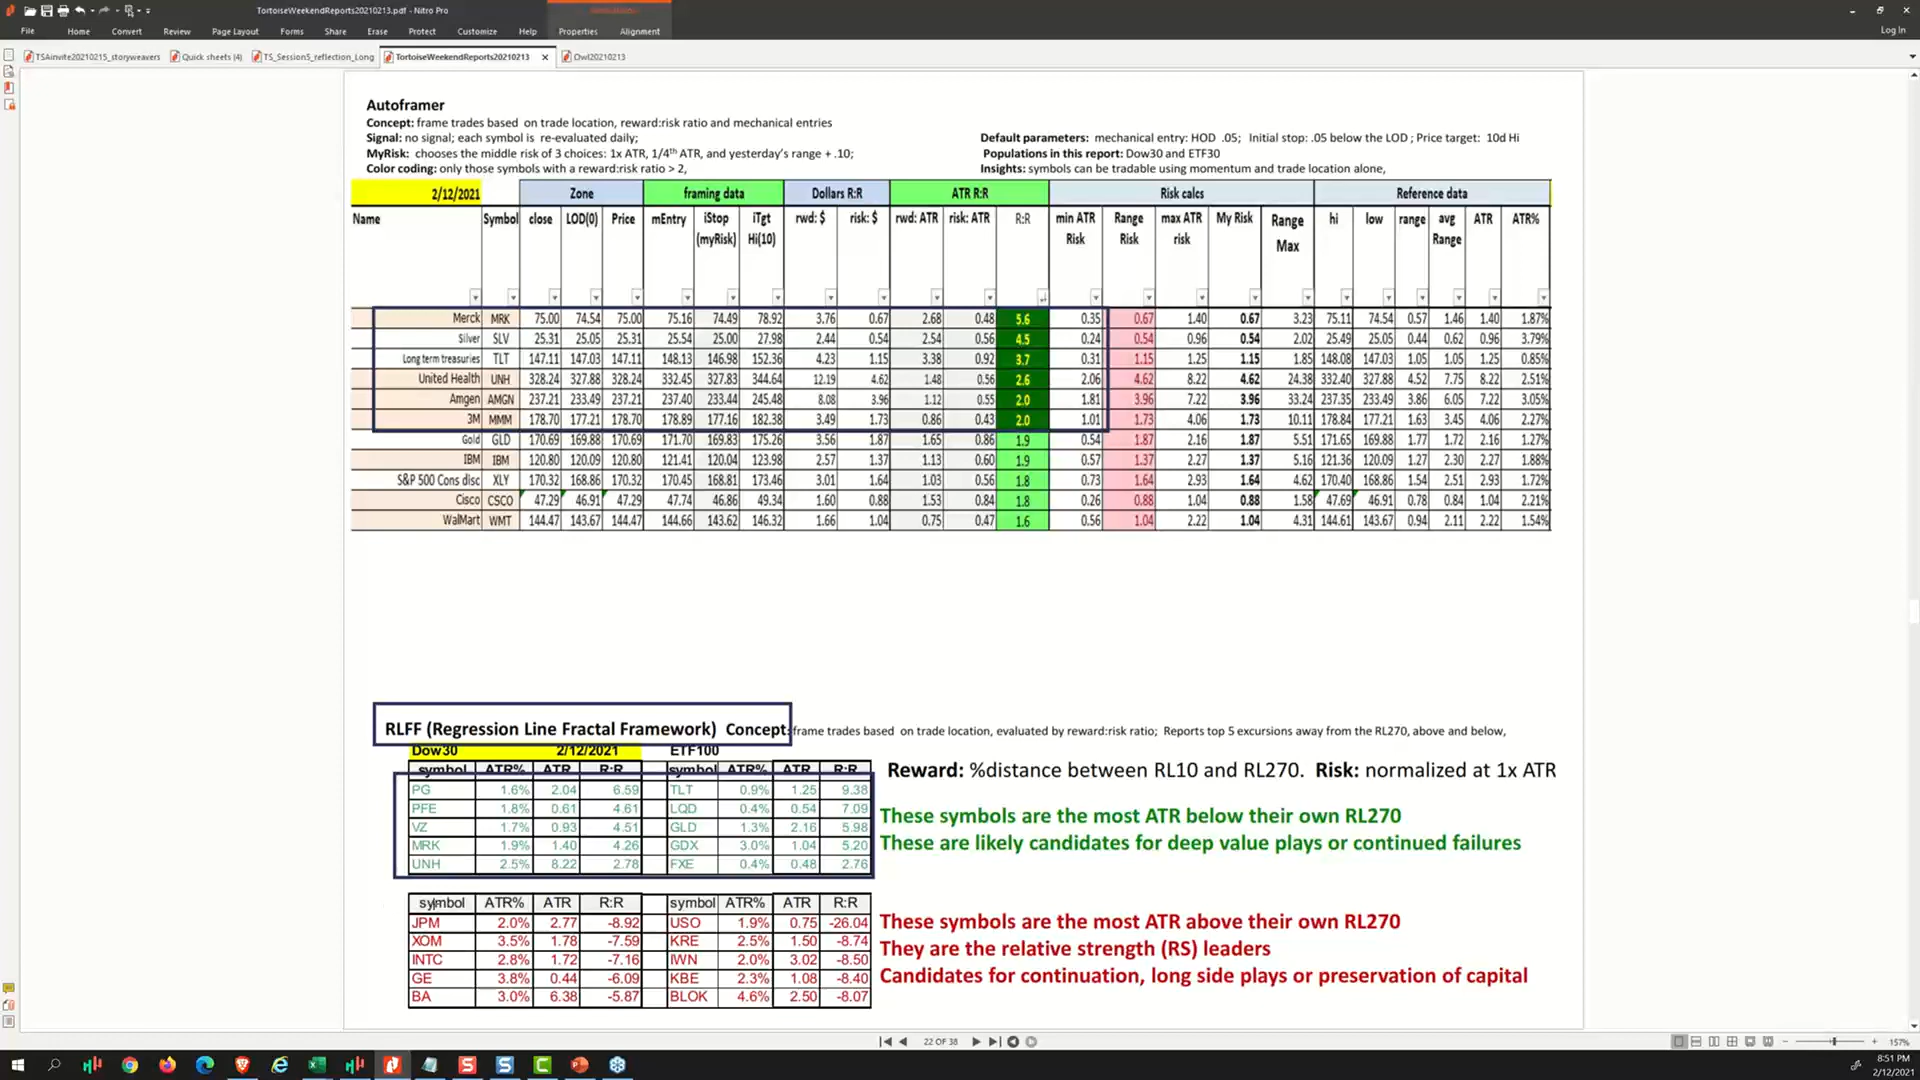 TortoiseWeekendReports20210213.pdf - Nitro Pro
File Home Convert Review Page Layout Forms Share Erase Protect Customize Help Properties Alignment Log In
TSAinvite20210215_storyweavers Quick sheets (4) TS_Session5_reflection_Long TortoiseWeekendReports20210213 Owl20210213
Autoframer
Concept: frame trades based on trade location, reward:risk ratio and mechanical entries
Signal: no signal; each symbol is re-evaluated daily; Default parameters: mechanical entry: HOD .05; Initial stop: .05 below the LOD ; Price target: 10d Hi
MyRisk: chooses the middle risk of 3 choices: 1x ATR, 1/4th ATR, and yesterday's range + .10; Populations in this report: Dow30 and ETF30
Color coding: only those symbols with a reward:risk ratio > 2, Insights: symbols can be tradable using momentum and trade location alone,
2/12/2021 Zone framing data Dollars R:R ATR R:R Risk calcs Reference data
Name Symbol close LOD(0) Price mEntry iStop (myRisk) iTgt Hi(10) rwd: $ risk: $ rwd: ATR risk: ATR R:R min ATR Risk Range Risk max ATR risk My Risk Range Max hi low range avg Range ATR ATR%
Merck MRK 75.00 74.54 75.00 75.16 74.49 78.92 3.76 0.67 2.68 0.48 5.6 0.35 0.67 1.40 0.67 3.23 75.11 74.54 0.57 1.46 1.40 1.87%
Silver SLV 25.31 25.05 25.31 25.54 25.00 27.98 2.44 0.54 2.54 0.56 4.5 0.24 0.54 0.96 0.54 2.02 25.49 25.05 0.44 0.62 0.96 3.79%
Long term treasuries TLT 147.11 147.03 147.11 148.13 146.98 152.36 4.23 1.15 3.38 0.92 3.7 0.31 1.15 1.25 1.15 1.85 148.08 147.03 1.05 1.05 1.25 0.85%
United Health UNH 328.24 327.88 328.24 332.45 327.83 344.64 12.19 4.62 1.48 0.56 2.6 2.06 4.62 8.22 4.62 24.38 332.40 327.88 4.52 7.75 8.22 2.51%
Amgen AMGN 237.21 233.49 237.21 237.40 233.44 245.48 8.08 3.96 1.12 0.55 2.0 1.81 3.96 7.22 3.96 33.24 237.35 233.49 3.86 6.05 7.22 3.05%
3M MMM 178.70 177.21 178.70 178.89 177.16 182.38 3.49 1.73 0.86 0.43 2.0 1.01 1.73 4.06 1.73 10.11 178.84 177.21 1.63 3.45 4.06 2.27%
Gold GLD 170.69 169.88 170.69 171.70 169.83 175.26 3.56 1.87 1.65 0.86 1.9 0.54 1.87 2.16 1.87 5.51 171.65 169.88 1.77 1.72 2.16 1.27%
IBM IBM 120.80 120.09 120.80 121.41 120.04 123.98 2.57 1.37 1.13 0.60 1.9 0.57 1.37 2.27 1.37 5.16 121.36 120.09 1.27 2.30 2.27 1.88%
S&P 500 Cons disc XLY 170.32 168.86 170.32 170.45 168.81 173.46 3.01 1.64 1.03 0.56 1.8 0.73 1.64 2.93 1.64 4.62 170.40 168.86 1.54 2.51 2.93 1.72%
Cisco CSCO 47.29 46.91 47.29 47.74 46.86 49.34 1.60 0.88 1.53 0.84 1.8 0.26 0.88 1.04 0.88 1.58 47.69 46.91 0.78 0.84 1.04 2.21%
WalMart WMT 144.47 143.67 144.47 144.66 143.62 146.32 1.66 1.04 0.75 0.47 1.6 0.56 1.04 2.22 1.04 4.31 144.61 143.67 0.94 2.11 2.22 1.54%
RLFF (Regression Line Fractal Framework) Concept: frame trades based on trade location, evaluated by reward:risk ratio; Reports top 5 excursions away from the RL270, above and below,
Dow30 2/12/2021 ETF100
symbol ATR% ATR R:R symbol ATR% ATR R:R Reward: %distance between RL10 and RL270. Risk: normalized at 1x ATR
PG 1.6% 2.04 6.59 TLT 0.9% 1.25 9.38
PFE 1.8% 0.61 4.61 LQD 0.4% 0.54 7.09 These symbols are the most ATR below their own RL270
VZ 1.7% 0.93 4.51 GLD 1.3% 2.16 5.98
MRK 1.9% 1.40 4.26 GDX 3.0% 1.04 5.20 These are likely candidates for deep value plays or continued failures
UNH 2.5% 8.22 2.78 FXE 0.4% 0.48 2.76
symbol ATR% ATR R:R symbol ATR% ATR R:R
JPM 2.0% 2.77 -8.92 USO 1.9% 0.75 -26.04 These symbols are the most ATR above their own RL270
XOM 3.5% 1.78 -7.59 KRE 2.5% 1.50 -8.74 They are the relative strength (RS) leaders
INTC 2.8% 1.72 -7.16 IWN 2.0% 3.02 -8.50
GE 3.8% 0.44 -6.09 KBE 2.3% 1.08 -8.40 Candidates for continuation, long side plays or preservation of capital
BA 3.0% 6.38 -5.87 BLOK 4.6% 2.50 -8.07
22 OF 38 157%
8:51 PM
2/12/2021